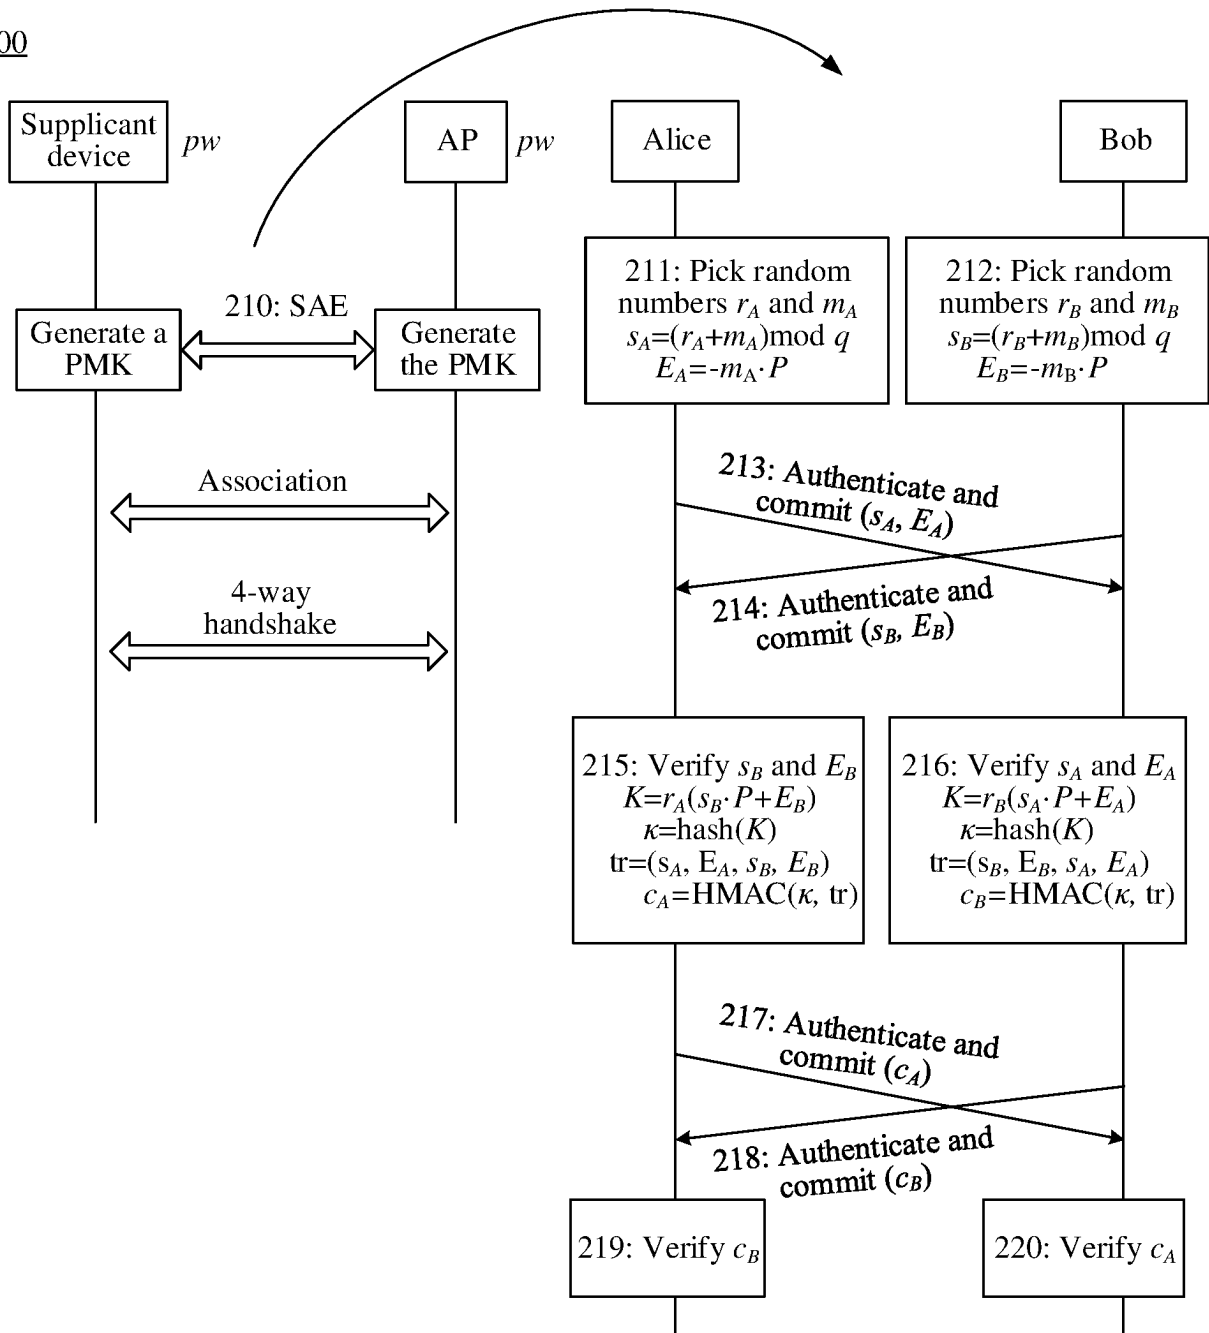 00
Supplicant
device
pw
AP
pw
Alice
Bob
210: SAE
Generate a
PMK
Generate
the PMK
Association
4-way
handshake
211: Pick random
numbers r_A and m_A
s_A=(r_A+m_A)mod q
E_A=-m_A·P
212: Pick random
numbers r_B and m_B
s_B=(r_B+m_B)mod q
E_B=-m_B·P
213: Authenticate and
commit (s_A, E_A)
214: Authenticate and
commit (s_B, E_B)
215: Verify s_B and E_B
K=r_A(s_B·P+E_B)
κ=hash(K)
tr=(s_A, E_A, s_B, E_B)
c_A=HMAC(κ, tr)
216: Verify s_A and E_A
K=r_B(s_A·P+E_A)
κ=hash(K)
tr=(s_B, E_B, s_A, E_A)
c_B=HMAC(κ, tr)
217: Authenticate and
commit (c_A)
218: Authenticate and
commit (c_B)
219: Verify c_B
220: Verify c_A